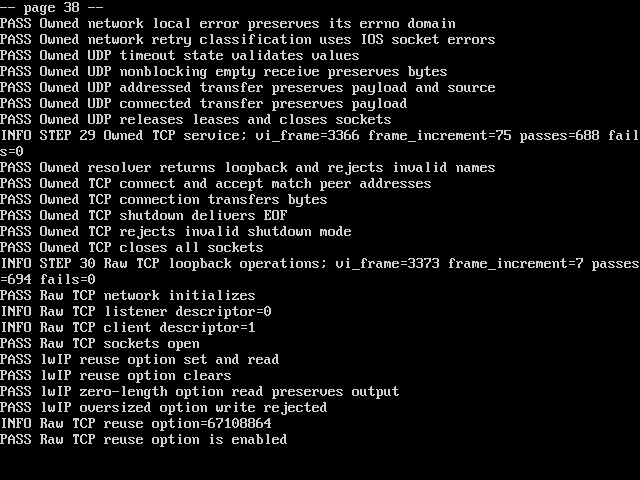 -- page 38 --
PASS Owned network local error preserves its errno domain
PASS Owned network retry classification uses IOS socket errors
PASS Owned UDP timeout state validates values
PASS Owned UDP nonblocking empty receive preserves bytes
PASS Owned UDP addressed transfer preserves payload and source
PASS Owned UDP connected transfer preserves payload
PASS Owned UDP releases leases and closes sockets
INFO STEP 29 Owned TCP service; vi_frame=3366 frame_increment=75 passes=688 fail
s=0
PASS Owned resolver returns loopback and rejects invalid names
PASS Owned TCP connect and accept match peer addresses
PASS Owned TCP connection transfers bytes
PASS Owned TCP shutdown delivers EOF
PASS Owned TCP rejects invalid shutdown mode
PASS Owned TCP closes all sockets
INFO STEP 30 Raw TCP loopback operations; vi_frame=3373 frame_increment=7 passes
=694 fails=0
PASS Raw TCP network initializes
INFO Raw TCP listener descriptor=0
INFO Raw TCP client descriptor=1
PASS Raw TCP sockets open
PASS lwIP reuse option set and read
PASS lwIP reuse option clears
PASS lwIP zero-length option read preserves output
PASS lwIP oversized option write rejected
INFO Raw TCP reuse option=67108864
PASS Raw TCP reuse option is enabled